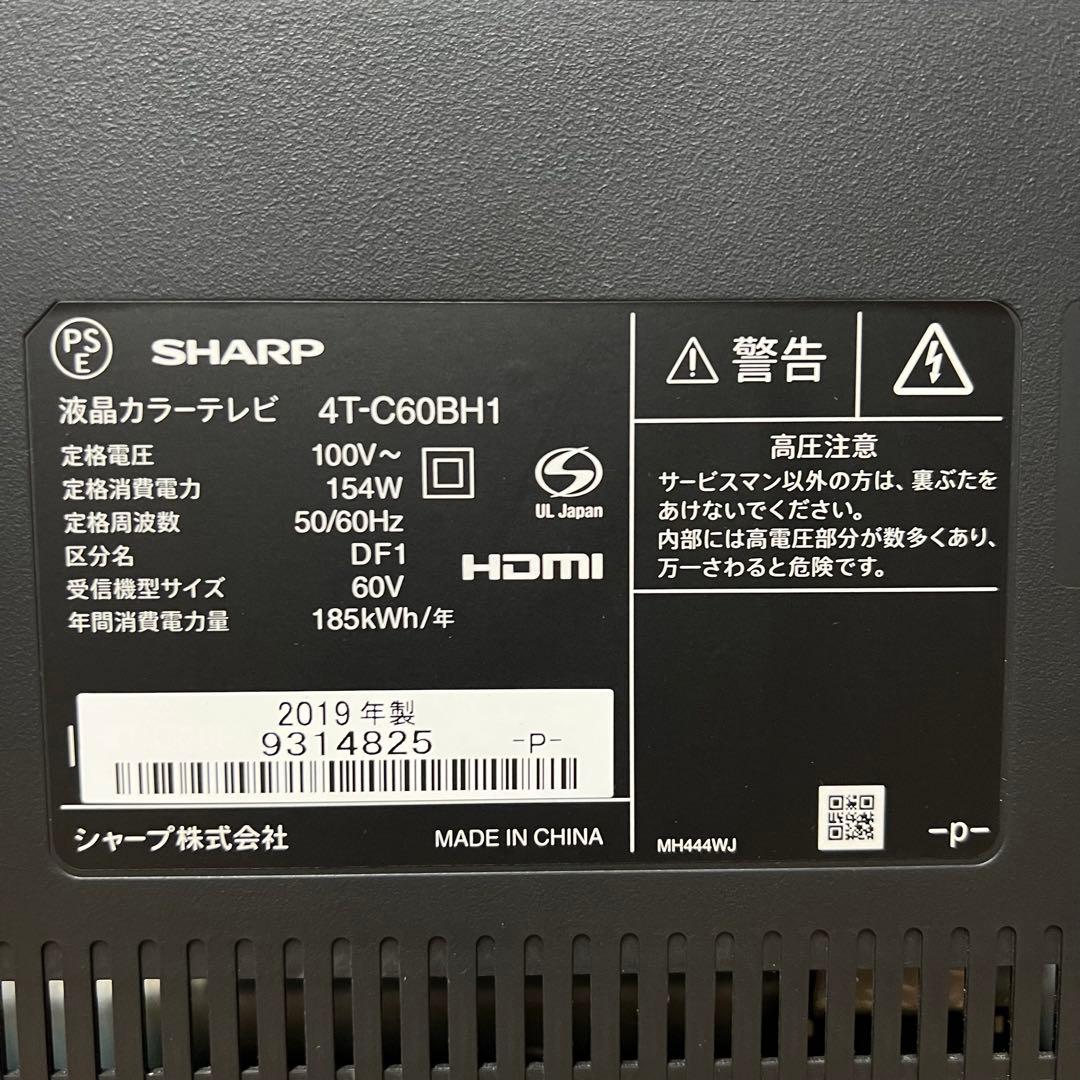 PSE
SHARP
液晶カラーテレビ 4T-C60BH1
定格電圧 100V～
定格消費電力 154W
定格周波数 50/60Hz
区分名 DF1
受信機型サイズ 60V
年間消費電力量 185kWh/年
UL Japan
HDMI
2019年製
9314825 -P-
シャープ株式会社 MADE IN CHINA
警告
高圧注意
サービスマン以外の方は、裏ぶたを
あけないでください。
内部には高電圧部分が数多くあり、
万一さわると危険です。
MH444WJ -p-